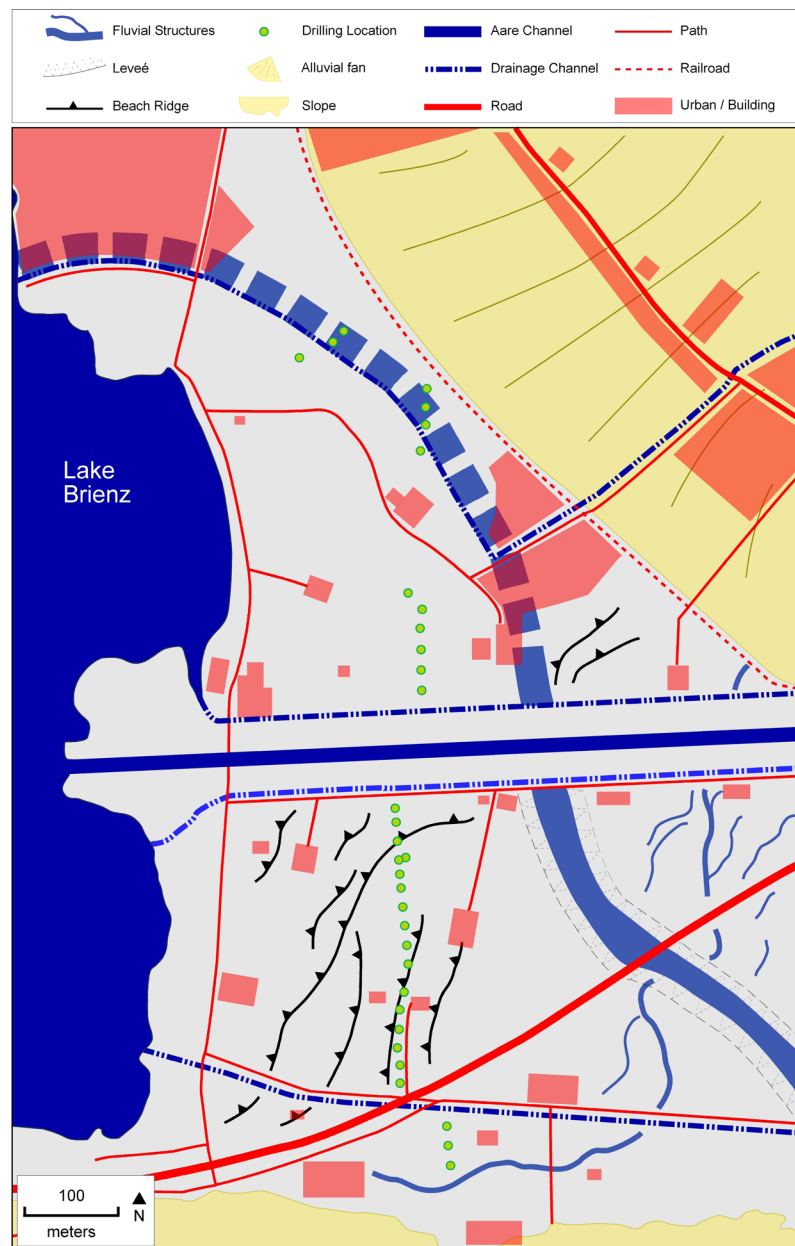 Fluvial Structures
Drilling Location
Aare Channel
Path
Leveé
Alluvial fan
Drainage Channel
Railroad
Beach Ridge
Slope
Road
Urban / Building
Lake
Brienz
100
meters
N